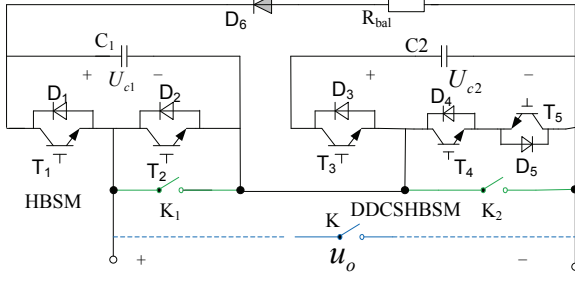 D6
Rbal
C1
C2
+ Uc1 −
+ Uc2 −
D1
D2
D3
D4
T5
T1
T2
T3
T4
D5
HBSM
K1
DDCSHBSM
K2
K
+ uo −